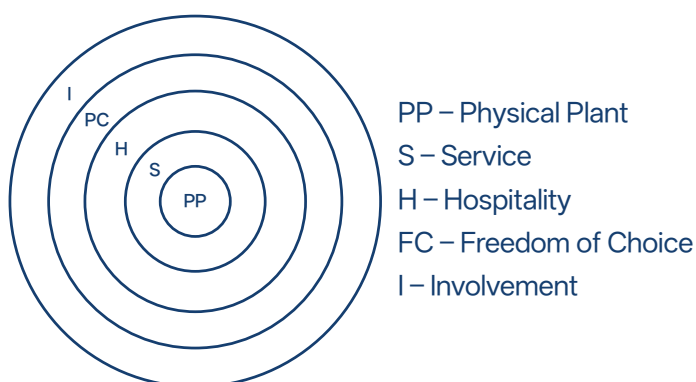 I
PC
H
S
PP
PP – Physical Plant
S – Service
H – Hospitality
FC – Freedom of Choice
I – Involvement